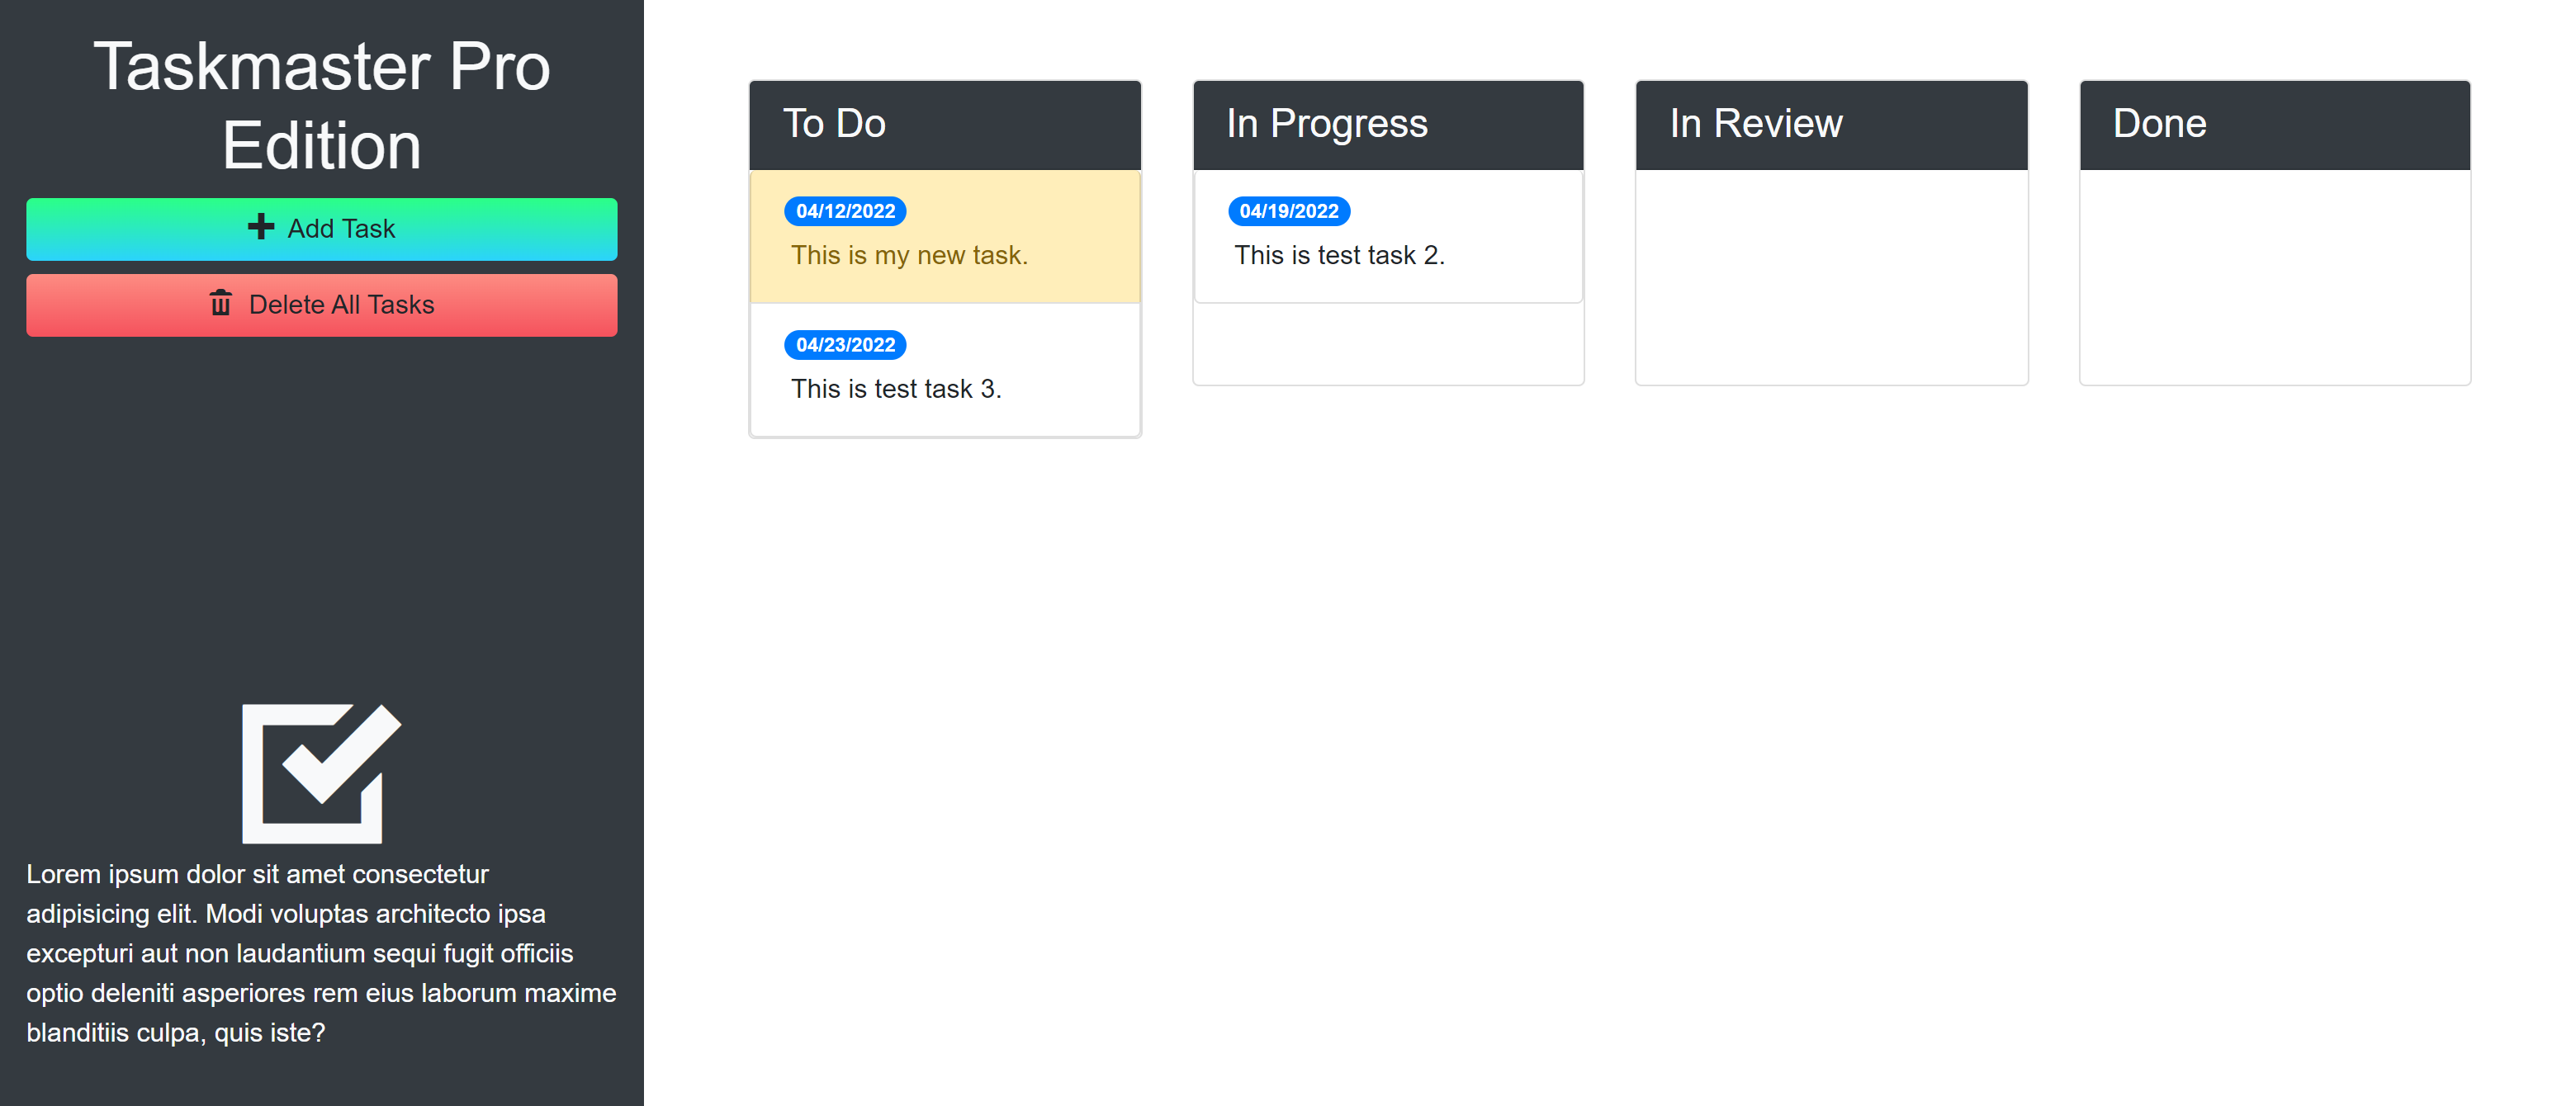 Taskmaster Pro
Edition
Add Task
Delete All Tasks
Lorem ipsum dolor sit amet consectetur
adipisicing elit. Modi voluptas architecto ipsa
excepturi aut non laudantium sequi fugit officiis
optio deleniti asperiores rem eius laborum maxime
blanditiis culpa, quis iste?
To Do
04/12/2022
This is my new task.
04/23/2022
This is test task 3.
In Progress
04/19/2022
This is test task 2.
In Review
Done